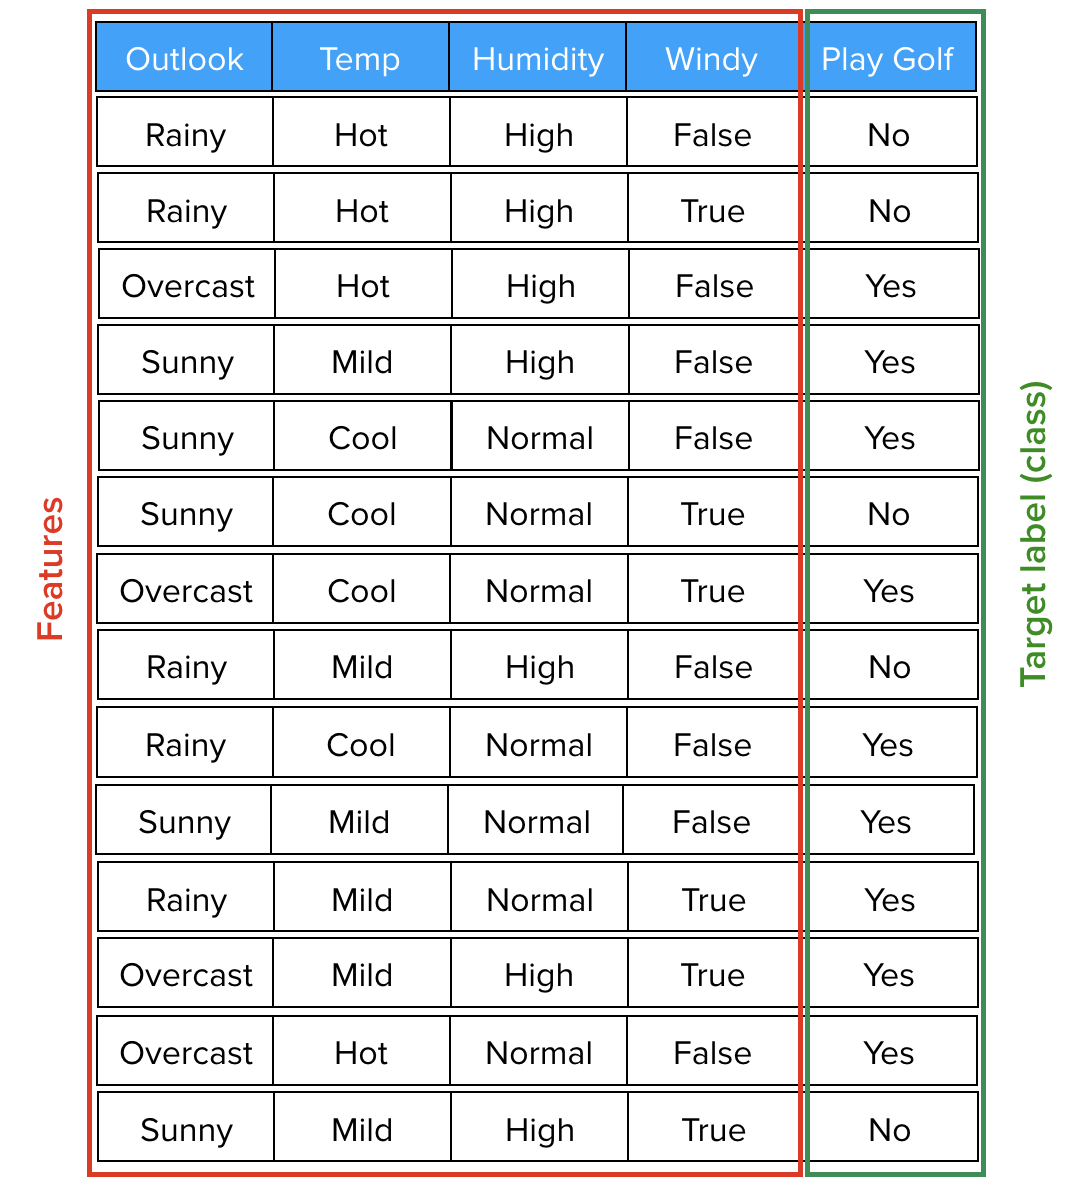 Outlook Temp Humidity Windy Play Golf
Rainy Hot High False No
Rainy Hot High True No
Overcast Hot High False Yes
Sunny Mild High False Yes
Sunny Cool Normal False Yes
Sunny Cool Normal True No
Overcast Cool Normal True Yes
Rainy Mild High False No
Rainy Cool Normal False Yes
Sunny Mild Normal False Yes
Rainy Mild Normal True Yes
Overcast Mild High True Yes
Overcast Hot Normal False Yes
Sunny Mild High True No
Features
Target label (class)